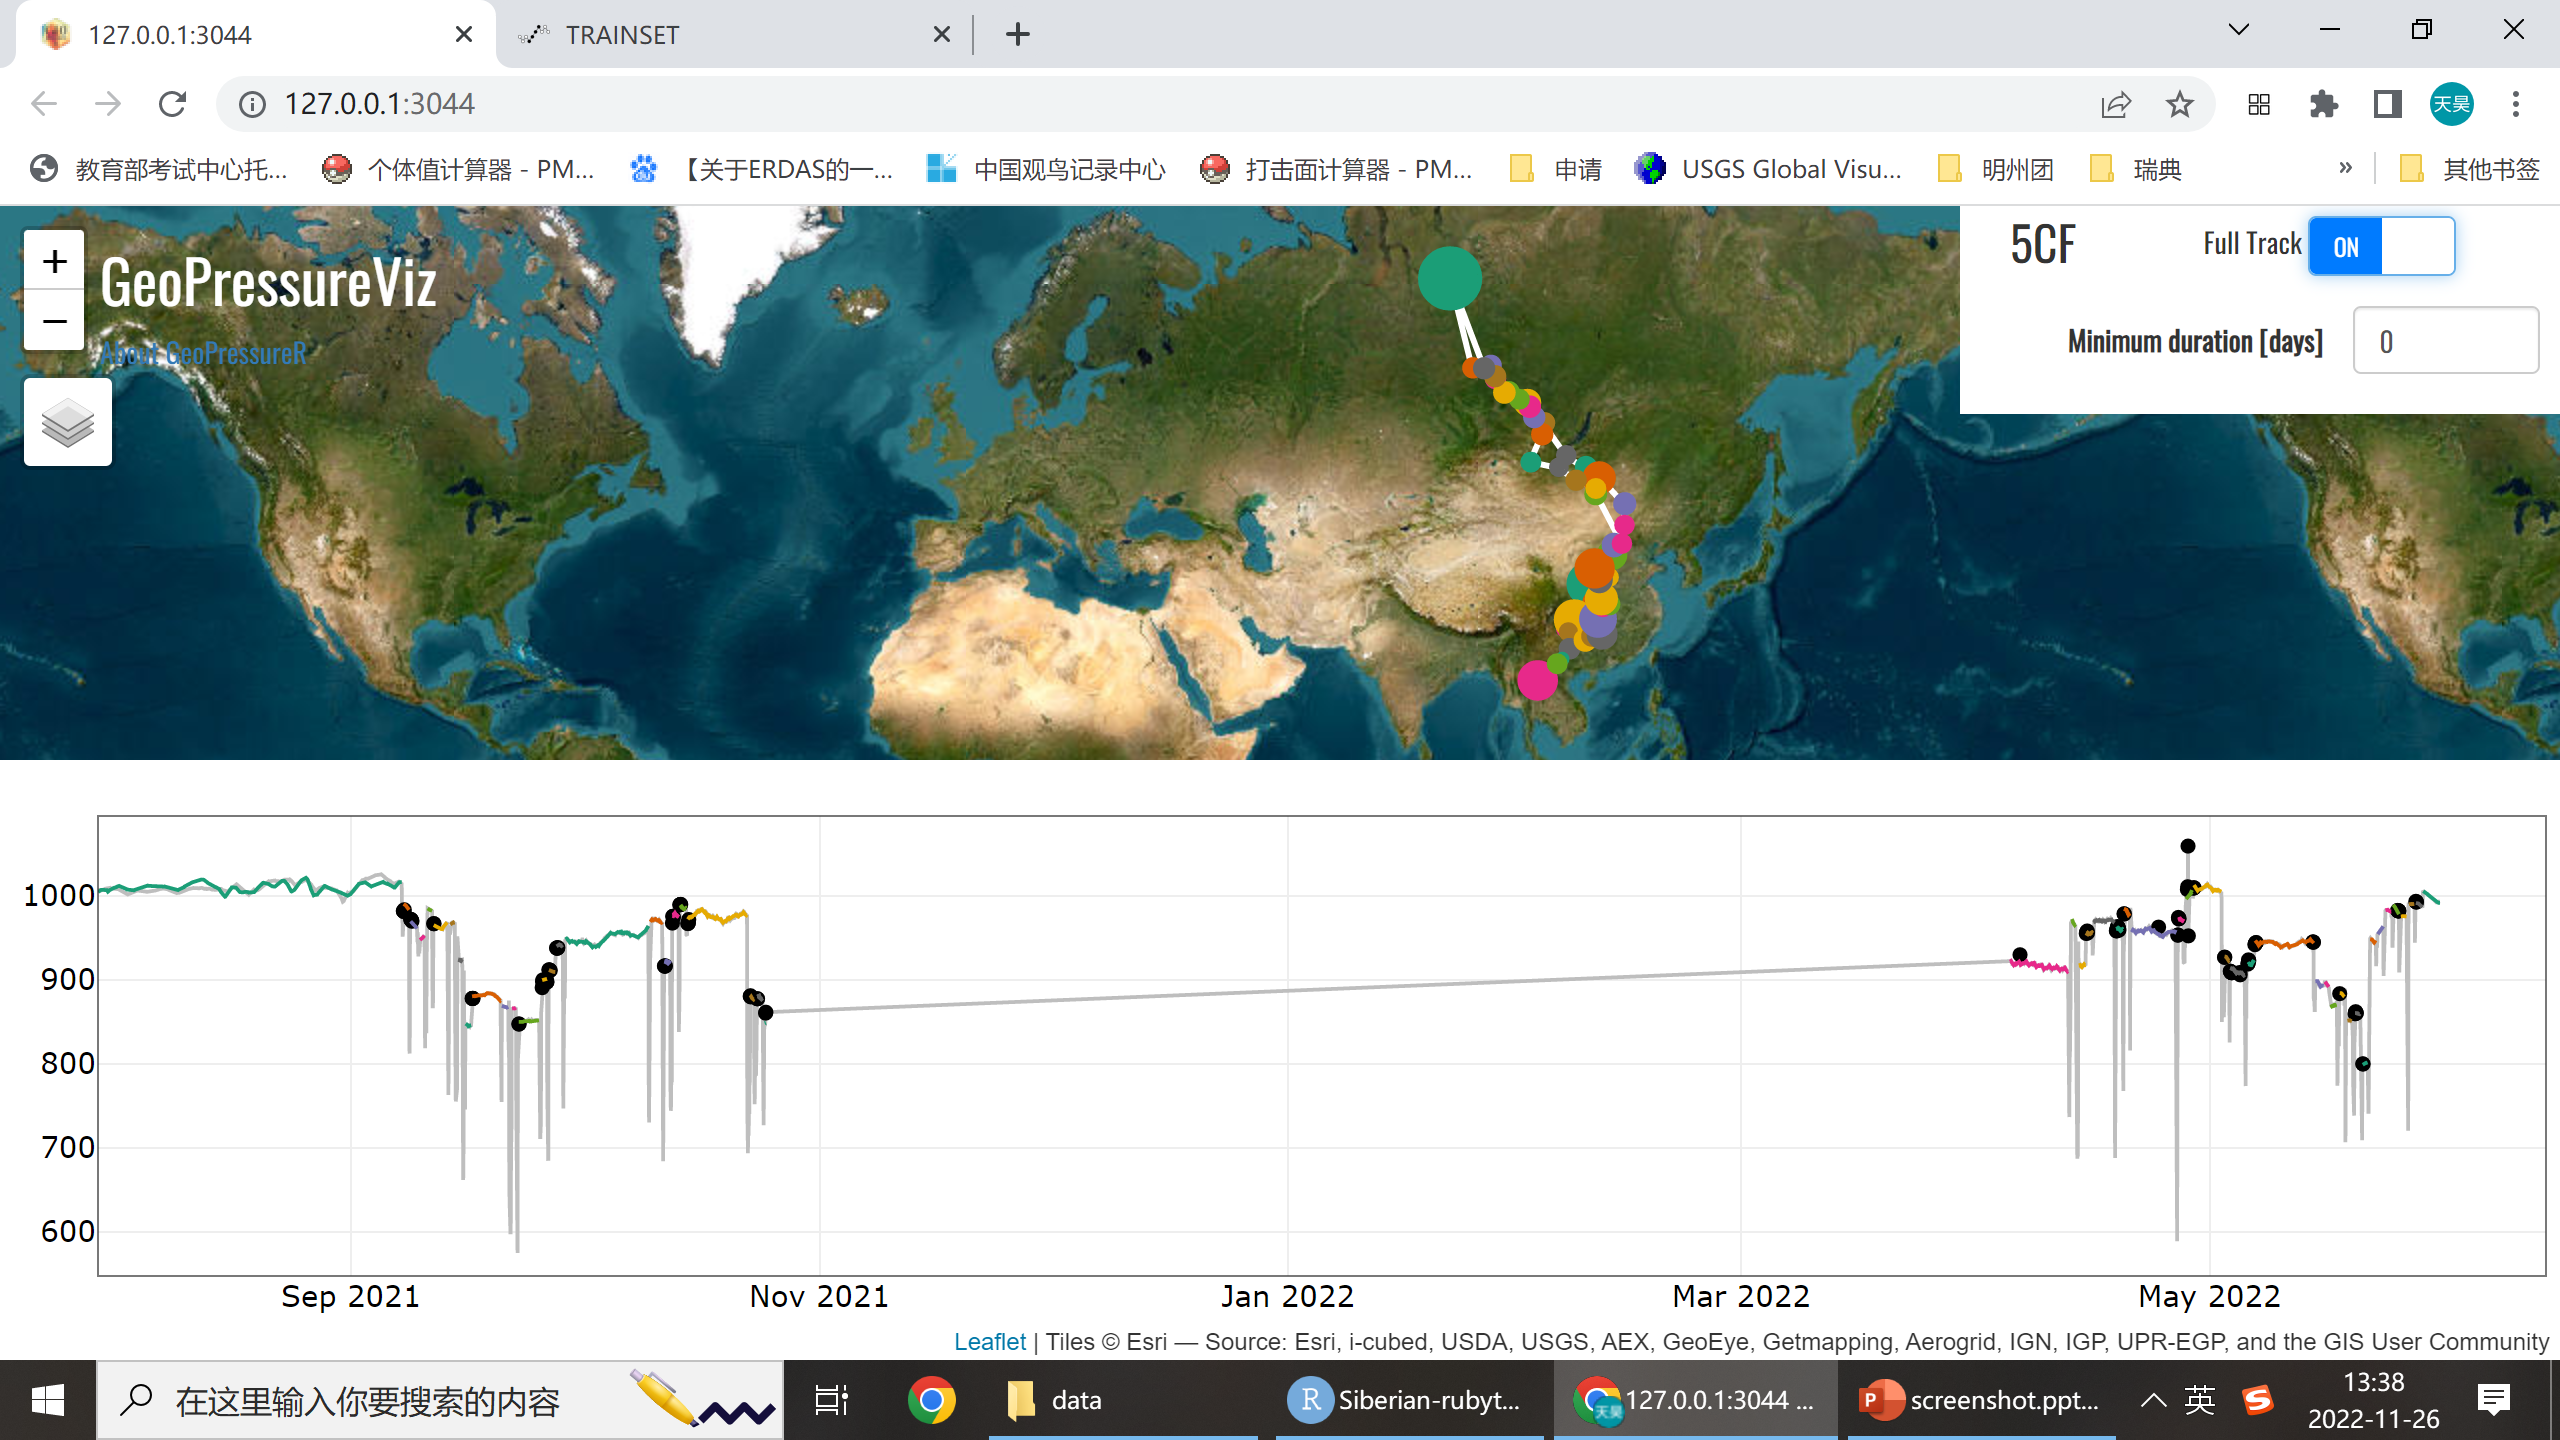 127.0.0.1:3044
TRAINSET
127.0.0.1:3044
天昊
教育部考试中心托...
个体值计算器 - PM...
【关于ERDAS的一...
中国观鸟记录中心
打击面计算器 - PM...
申请
USGS Global Visu...
明州团
瑞典
»
其他书签
+
−
GeoPressureViz
About GeoPressureR
5CF
Full Track
ON
Minimum duration [days]
0
1000
900
800
700
600
Sep 2021
Nov 2021
Jan 2022
Mar 2022
May 2022
Leaflet | Tiles © Esri — Source: Esri, i-cubed, USDA, USGS, AEX, GeoEye, Getmapping, Aerogrid, IGN, IGP, UPR-EGP, and the GIS User Community
在这里输入你要搜索的内容
data
R
Siberian-rubyt...
天昊
127.0.0.1:3044 ...
P
screenshot.ppt...
英
S
13:38
2022-11-26